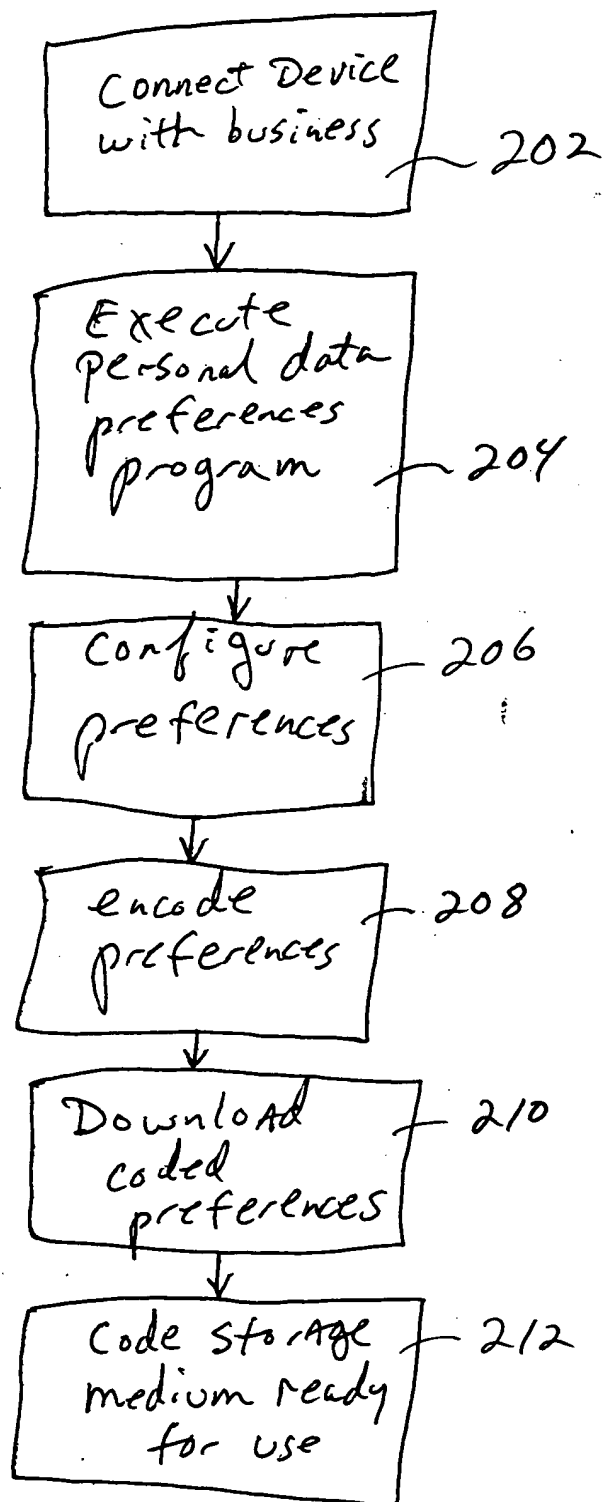 Connect Device
with business
202
Execute
personal data
preferences
program
204
Configure
preferences
206
encode
preferences
208
DownloAd
coded
preferences
210
Code StorAge
medium ready
for use
212